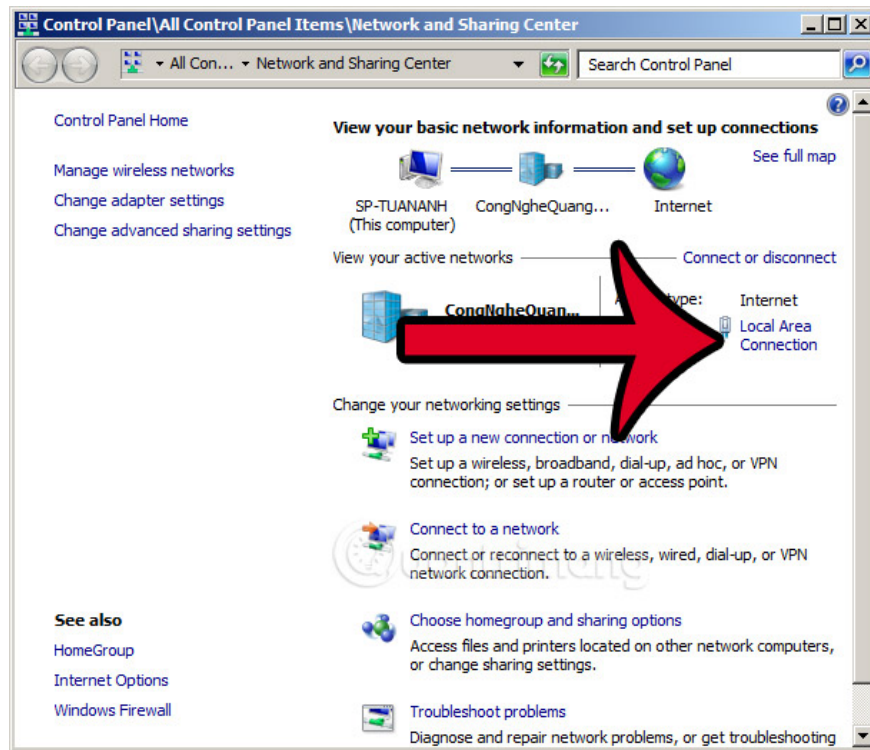 Control Panel\All Control Panel Items\Network and Sharing Center
All Con... Network and Sharing Center
Search Control Panel
Control Panel Home
Manage wireless networks
Change adapter settings
Change advanced sharing settings
See also
HomeGroup
Internet Options
Windows Firewall
View your basic network information and set up connections
See full map
SP-TUANANH
(This computer)
CongNgheQuang...
Internet
View your active networks
Connect or disconnect
CongNgheQuan...
Internet
Local Area
Connection
Change your networking settings
Set up a new connection or network
Set up a wireless, broadband, dial-up, ad hoc, or VPN
connection; or set up a router or access point.
Connect to a network
Connect or reconnect to a wireless, wired, dial-up, or VPN
network connection.
Choose homegroup and sharing options
Access files and printers located on other network computers,
or change sharing settings.
Troubleshoot problems
Diagnose and repair network problems, or get troubleshooting